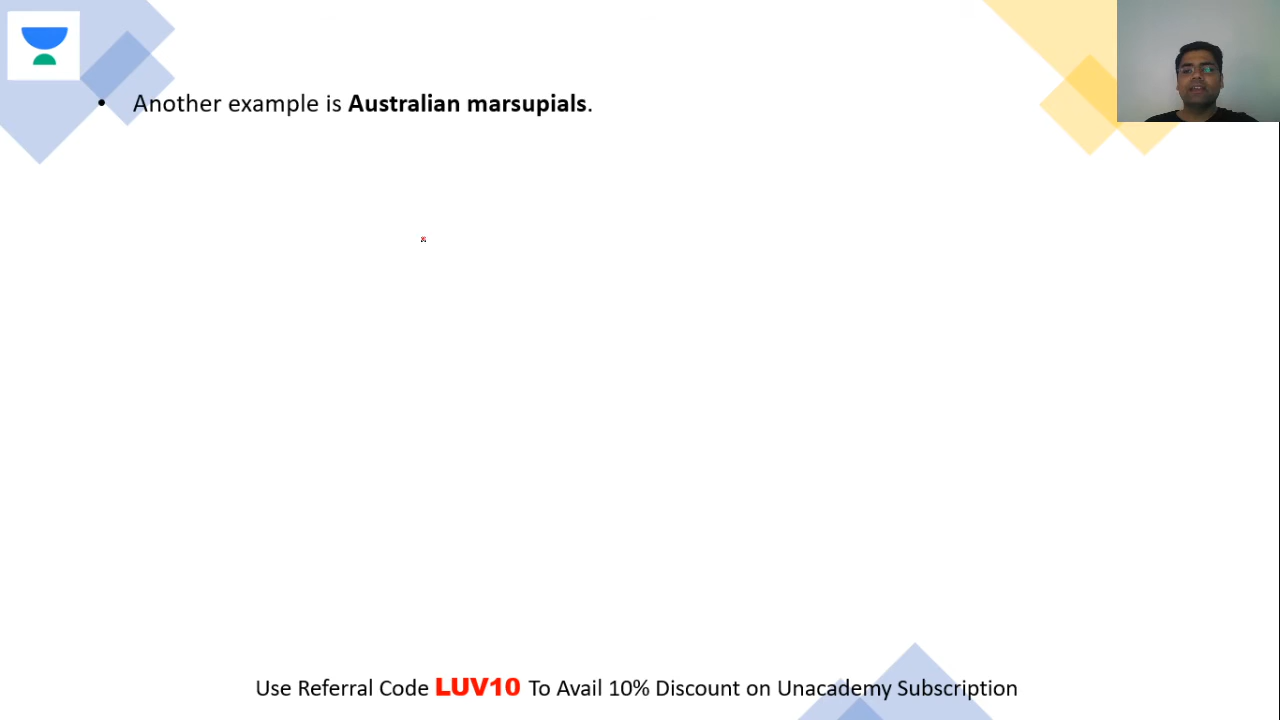 • Another example is Australian marsupials.
Use Referral Code LUV10 To Avail 10% Discount on Unacademy Subscription